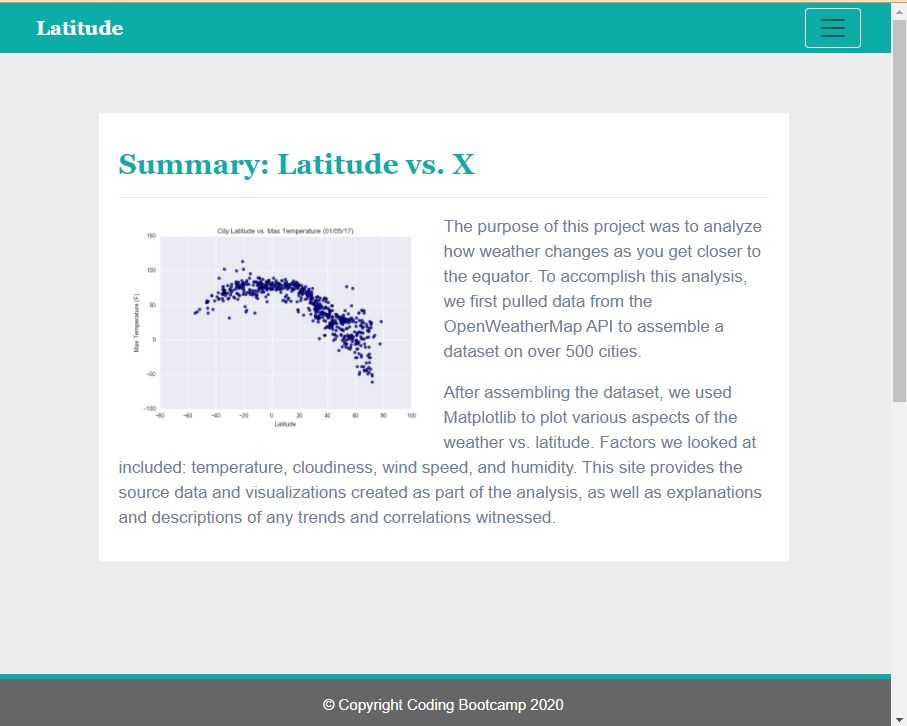 Latitude
Summary: Latitude vs. X
City Latitude vs. Max Temperature (01/05/17)
150
100
50
0
−50
−100
Max Temperature (F)
−80 −60 −40 −20 0 20 40 60 80 100
Latitude
The purpose of this project was to analyze
how weather changes as you get closer to
the equator. To accomplish this analysis,
we first pulled data from the
OpenWeatherMap API to assemble a
dataset on over 500 cities.
After assembling the dataset, we used
Matplotlib to plot various aspects of the
weather vs. latitude. Factors we looked at
included: temperature, cloudiness, wind speed, and humidity. This site provides the
source data and visualizations created as part of the analysis, as well as explanations
and descriptions of any trends and correlations witnessed.
© Copyright Coding Bootcamp 2020